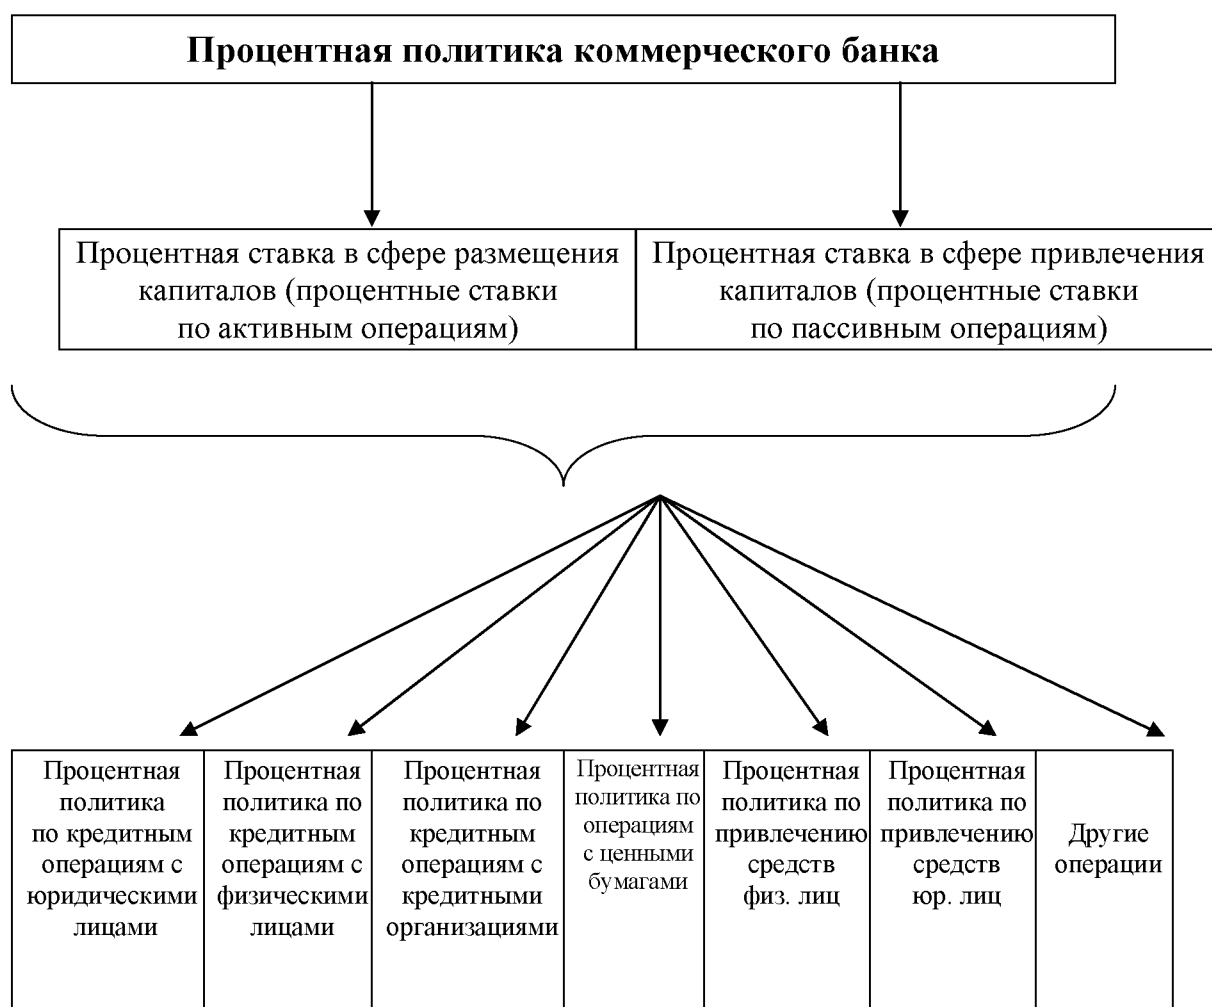 Процентная политика коммерческого банка
Процентная ставка в сфере размещения
капиталов (процентные ставки
по активным операциям)
Процентная ставка в сфере привлечения
капиталов (процентные ставки
по пассивным операциям)
Процентная
политика
по кредитным
операциям с
юридическими
лицами
Процентная
политика по
кредитным
операциям с
физическими
лицами
Процентная
политика по
кредитным
операциям с
кредитными
организациями
Процентная
политика по
операциям
с ценными
бумагами
Процентная
политика по
привлечению
средств
физ. лиц
Процентная
политика по
привлечению
средств
юр. лиц
Другие
операции